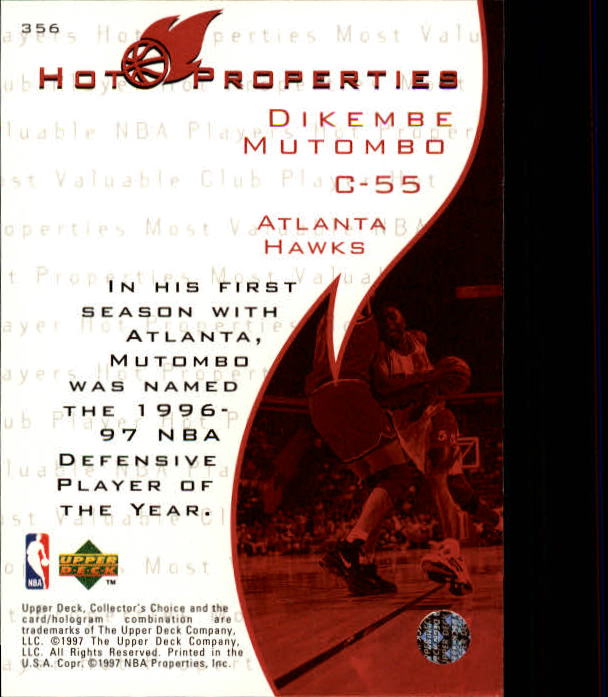 356
HOT PROPERTIES
DIKEMBE
MUTOMBO
C-55
ATLANTA
HAWKS
IN HIS FIRST
SEASON WITH
ATLANTA,
MUTOMBO
WAS NAMED
THE 1996-
97 NBA
DEFENSIVE
PLAYER OF
THE YEAR.
NBA
UPPER
DECK
TM
Upper Deck, Collector's Choice and the
card/hologram combination are
trademarks of The Upper Deck Company,
LLC. ©1997 The Upper Deck Company,
LLC. All Rights Reserved. Printed in the
U.S.A. Copr. ©1997 NBA Properties, Inc.